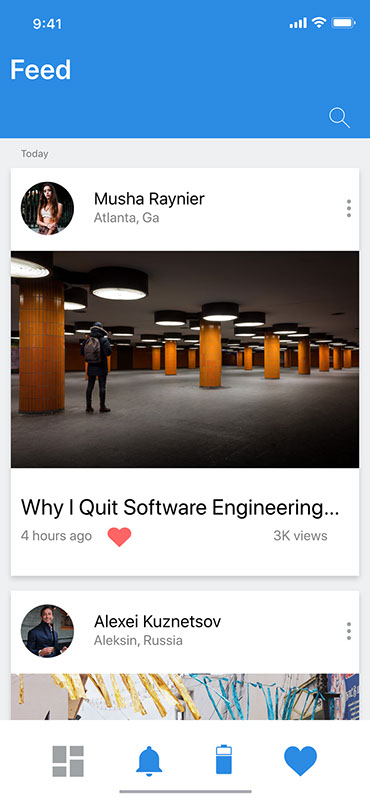 9:41
Feed
Today
Musha Raynier
Atlanta, Ga
Why I Quit Software Engineering...
4 hours ago 3K views
Alexei Kuznetsov
Aleksin, Russia